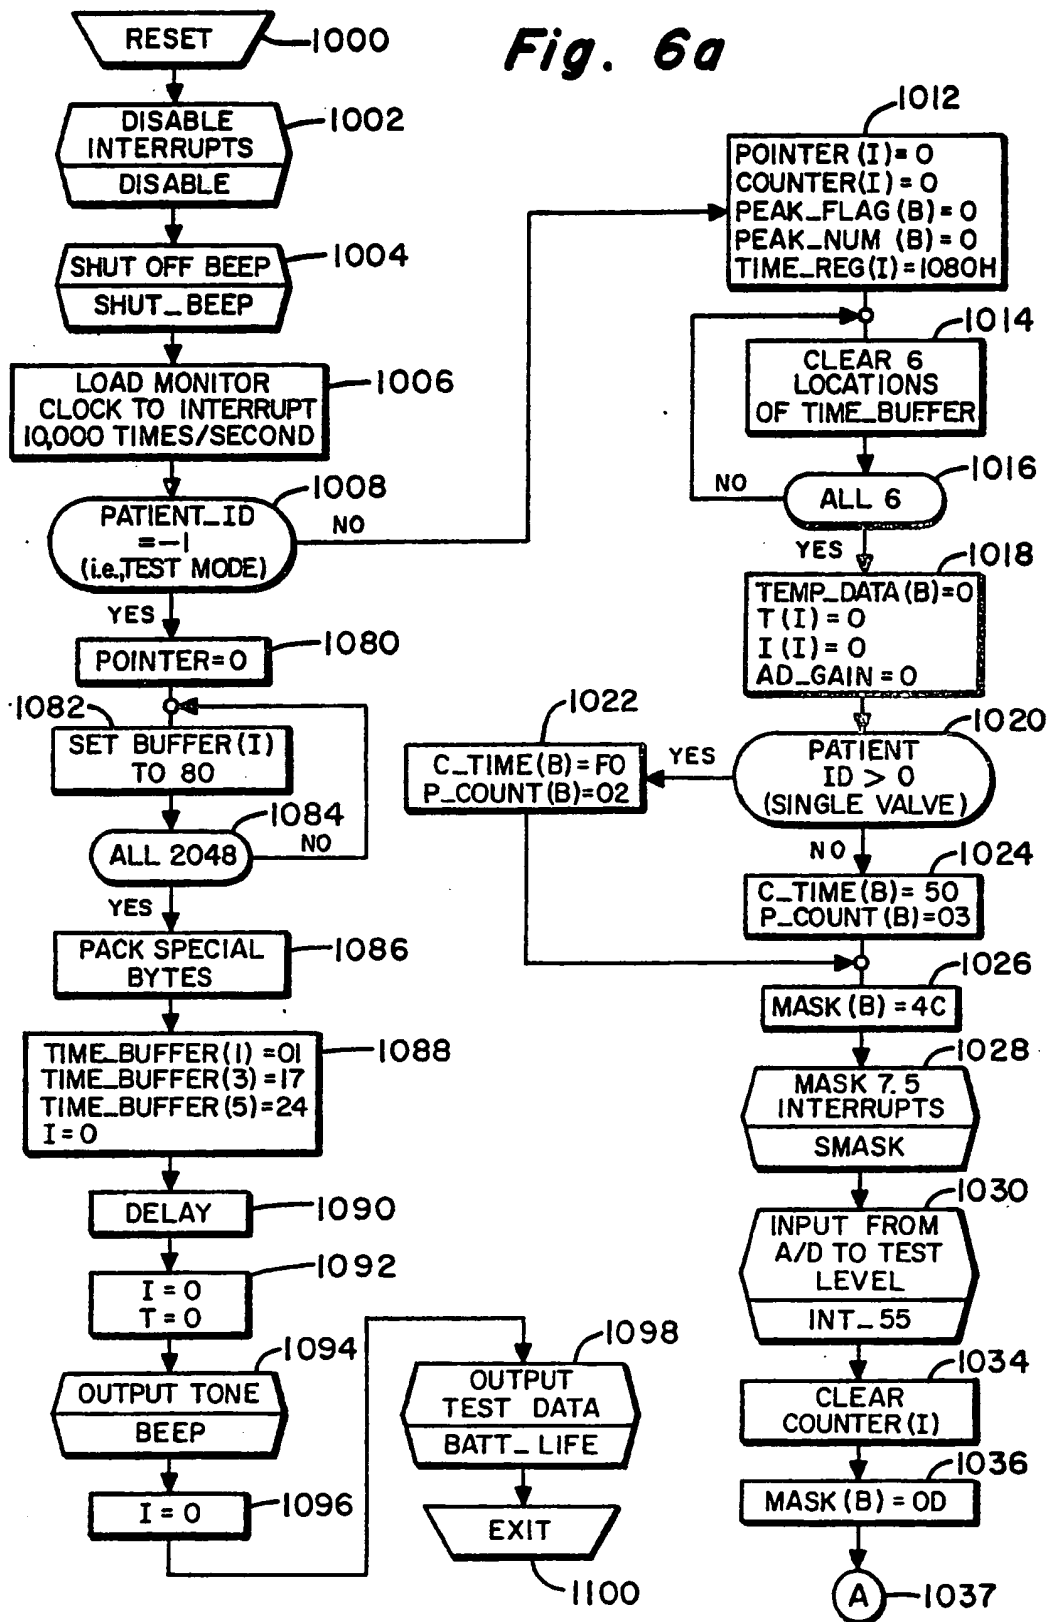 Fig. 6a
RESET
1000
DISABLE
INTERRUPTS
DISABLE
1002
SHUT OFF BEEP
SHUT_BEEP
1004
LOAD MONITOR
CLOCK TO INTERRUPT
10,000 TIMES/SECOND
1006
PATIENT_ID
=-1
(i.e.,TEST MODE)
1008
NO
YES
POINTER=0
1080
1082
SET BUFFER(I)
TO 80
1084
ALL 2048
NO
YES
PACK SPECIAL
BYTES
1086
TIME_BUFFER(1)=01
TIME_BUFFER(3)=17
TIME_BUFFER(5)=24
I=0
1088
DELAY
1090
1092
I=0
T=0
1094
OUTPUT TONE
BEEP
I=0
1096
1098
OUTPUT
TEST DATA
BATT_LIFE
EXIT
1100
1012
POINTER(I)=0
COUNTER(I)=0
PEAK_FLAG(B)=0
PEAK_NUM (B)=0
TIME_REG(I)=1080H
1014
CLEAR 6
LOCATIONS
OF TIME_BUFFER
1016
ALL 6
NO
YES
1018
TEMP_DATA(B)=0
T(I)=0
I(I)=0
AD_GAIN=0
1020
PATIENT
ID > 0
(SINGLE VALVE)
YES
1022
C_TIME(B)=F0
P_COUNT(B)=02
NO
1024
C_TIME(B)=50
P_COUNT(B)=03
1026
MASK(B)=4C
1028
MASK 7.5
INTERRUPTS
SMASK
1030
INPUT FROM
A/D TO TEST
LEVEL
INT_55
1034
CLEAR
COUNTER(I)
1036
MASK(B)=0D
A
1037